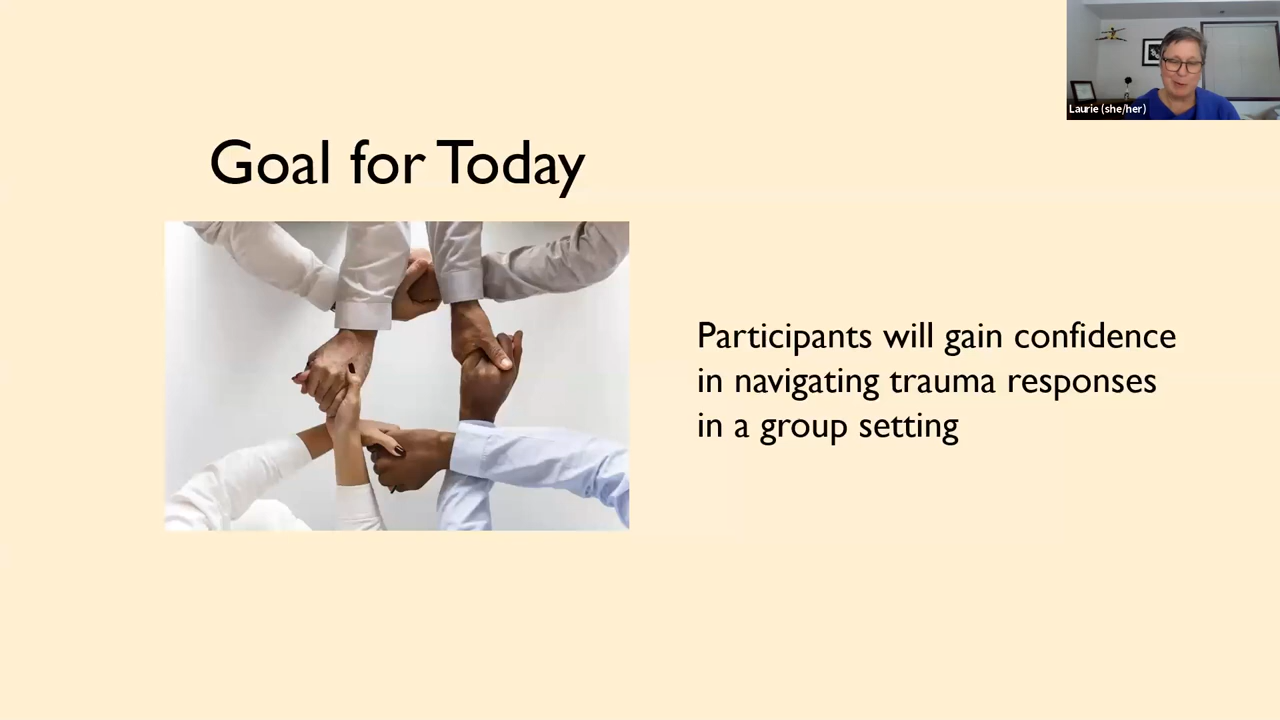 Laurie (she/her)
Goal for Today
Participants will gain confidence
in navigating trauma responses
in a group setting